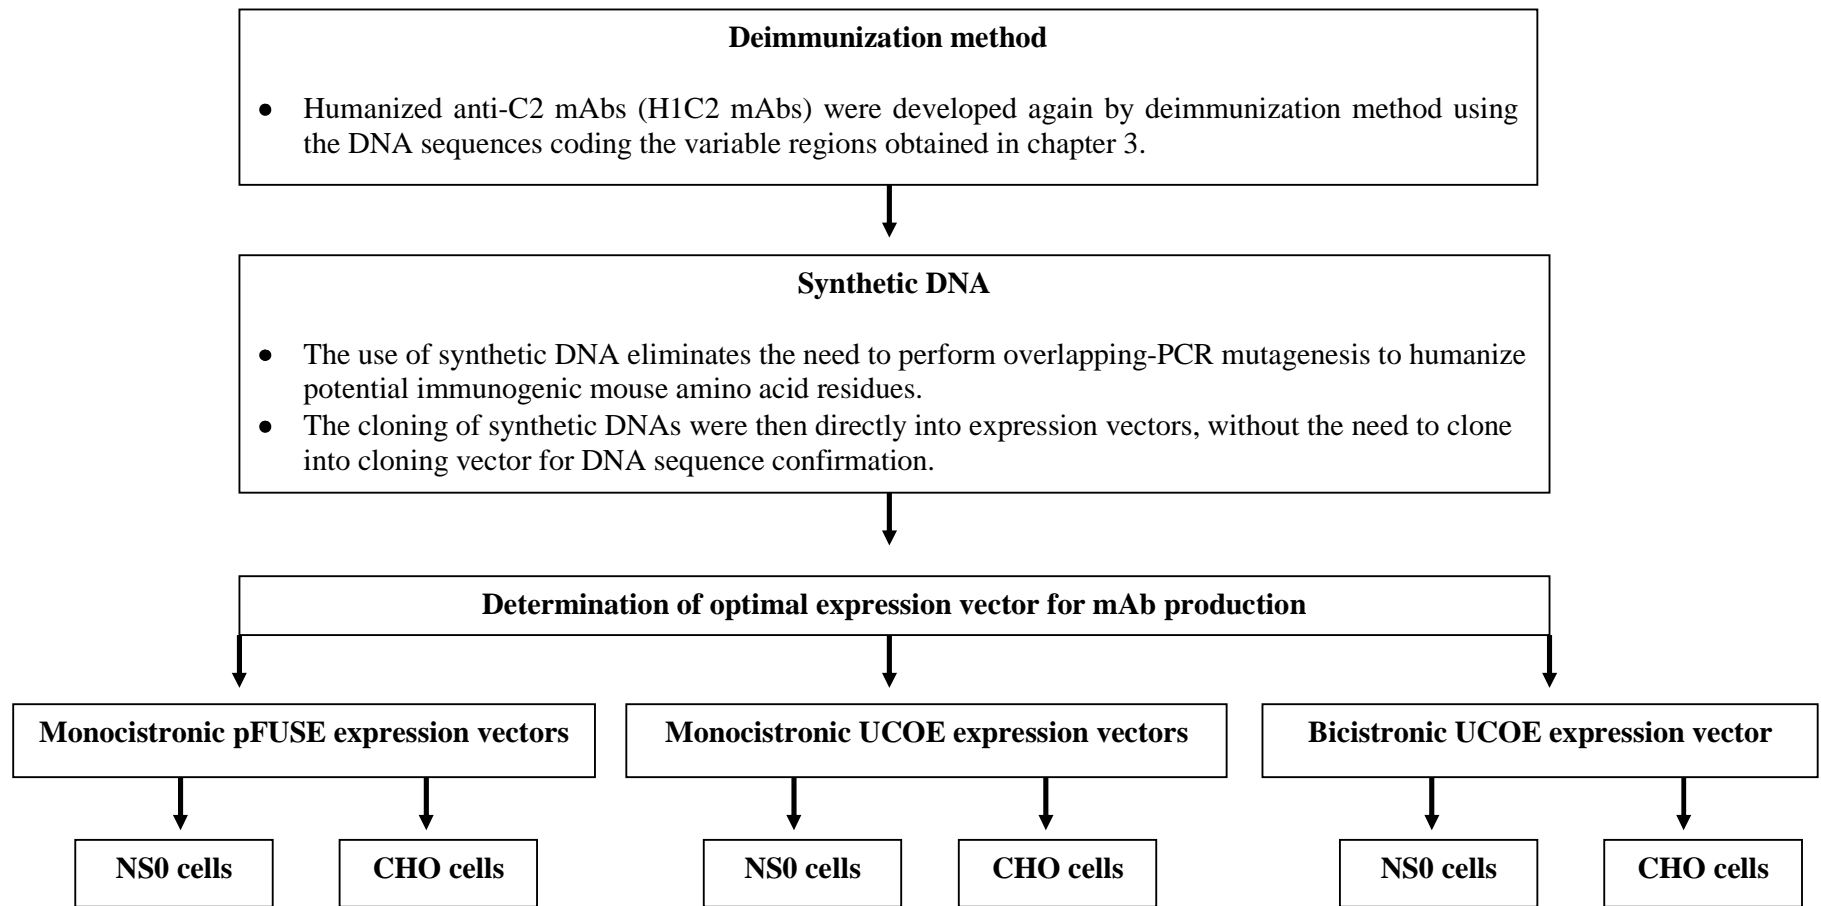 Deimmunization method
● Humanized anti-C2 mAbs (H1C2 mAbs) were developed again by deimmunization method using
the DNA sequences coding the variable regions obtained in chapter 3.
Synthetic DNA
● The use of synthetic DNA eliminates the need to perform overlapping-PCR mutagenesis to humanize
potential immunogenic mouse amino acid residues.
● The cloning of synthetic DNAs were then directly into expression vectors, without the need to clone
into cloning vector for DNA sequence confirmation.
Determination of optimal expression vector for mAb production
Monocistronic pFUSE expression vectors
Monocistronic UCOE expression vectors
Bicistronic UCOE expression vector
NS0 cells
CHO cells
NS0 cells
CHO cells
NS0 cells
CHO cells